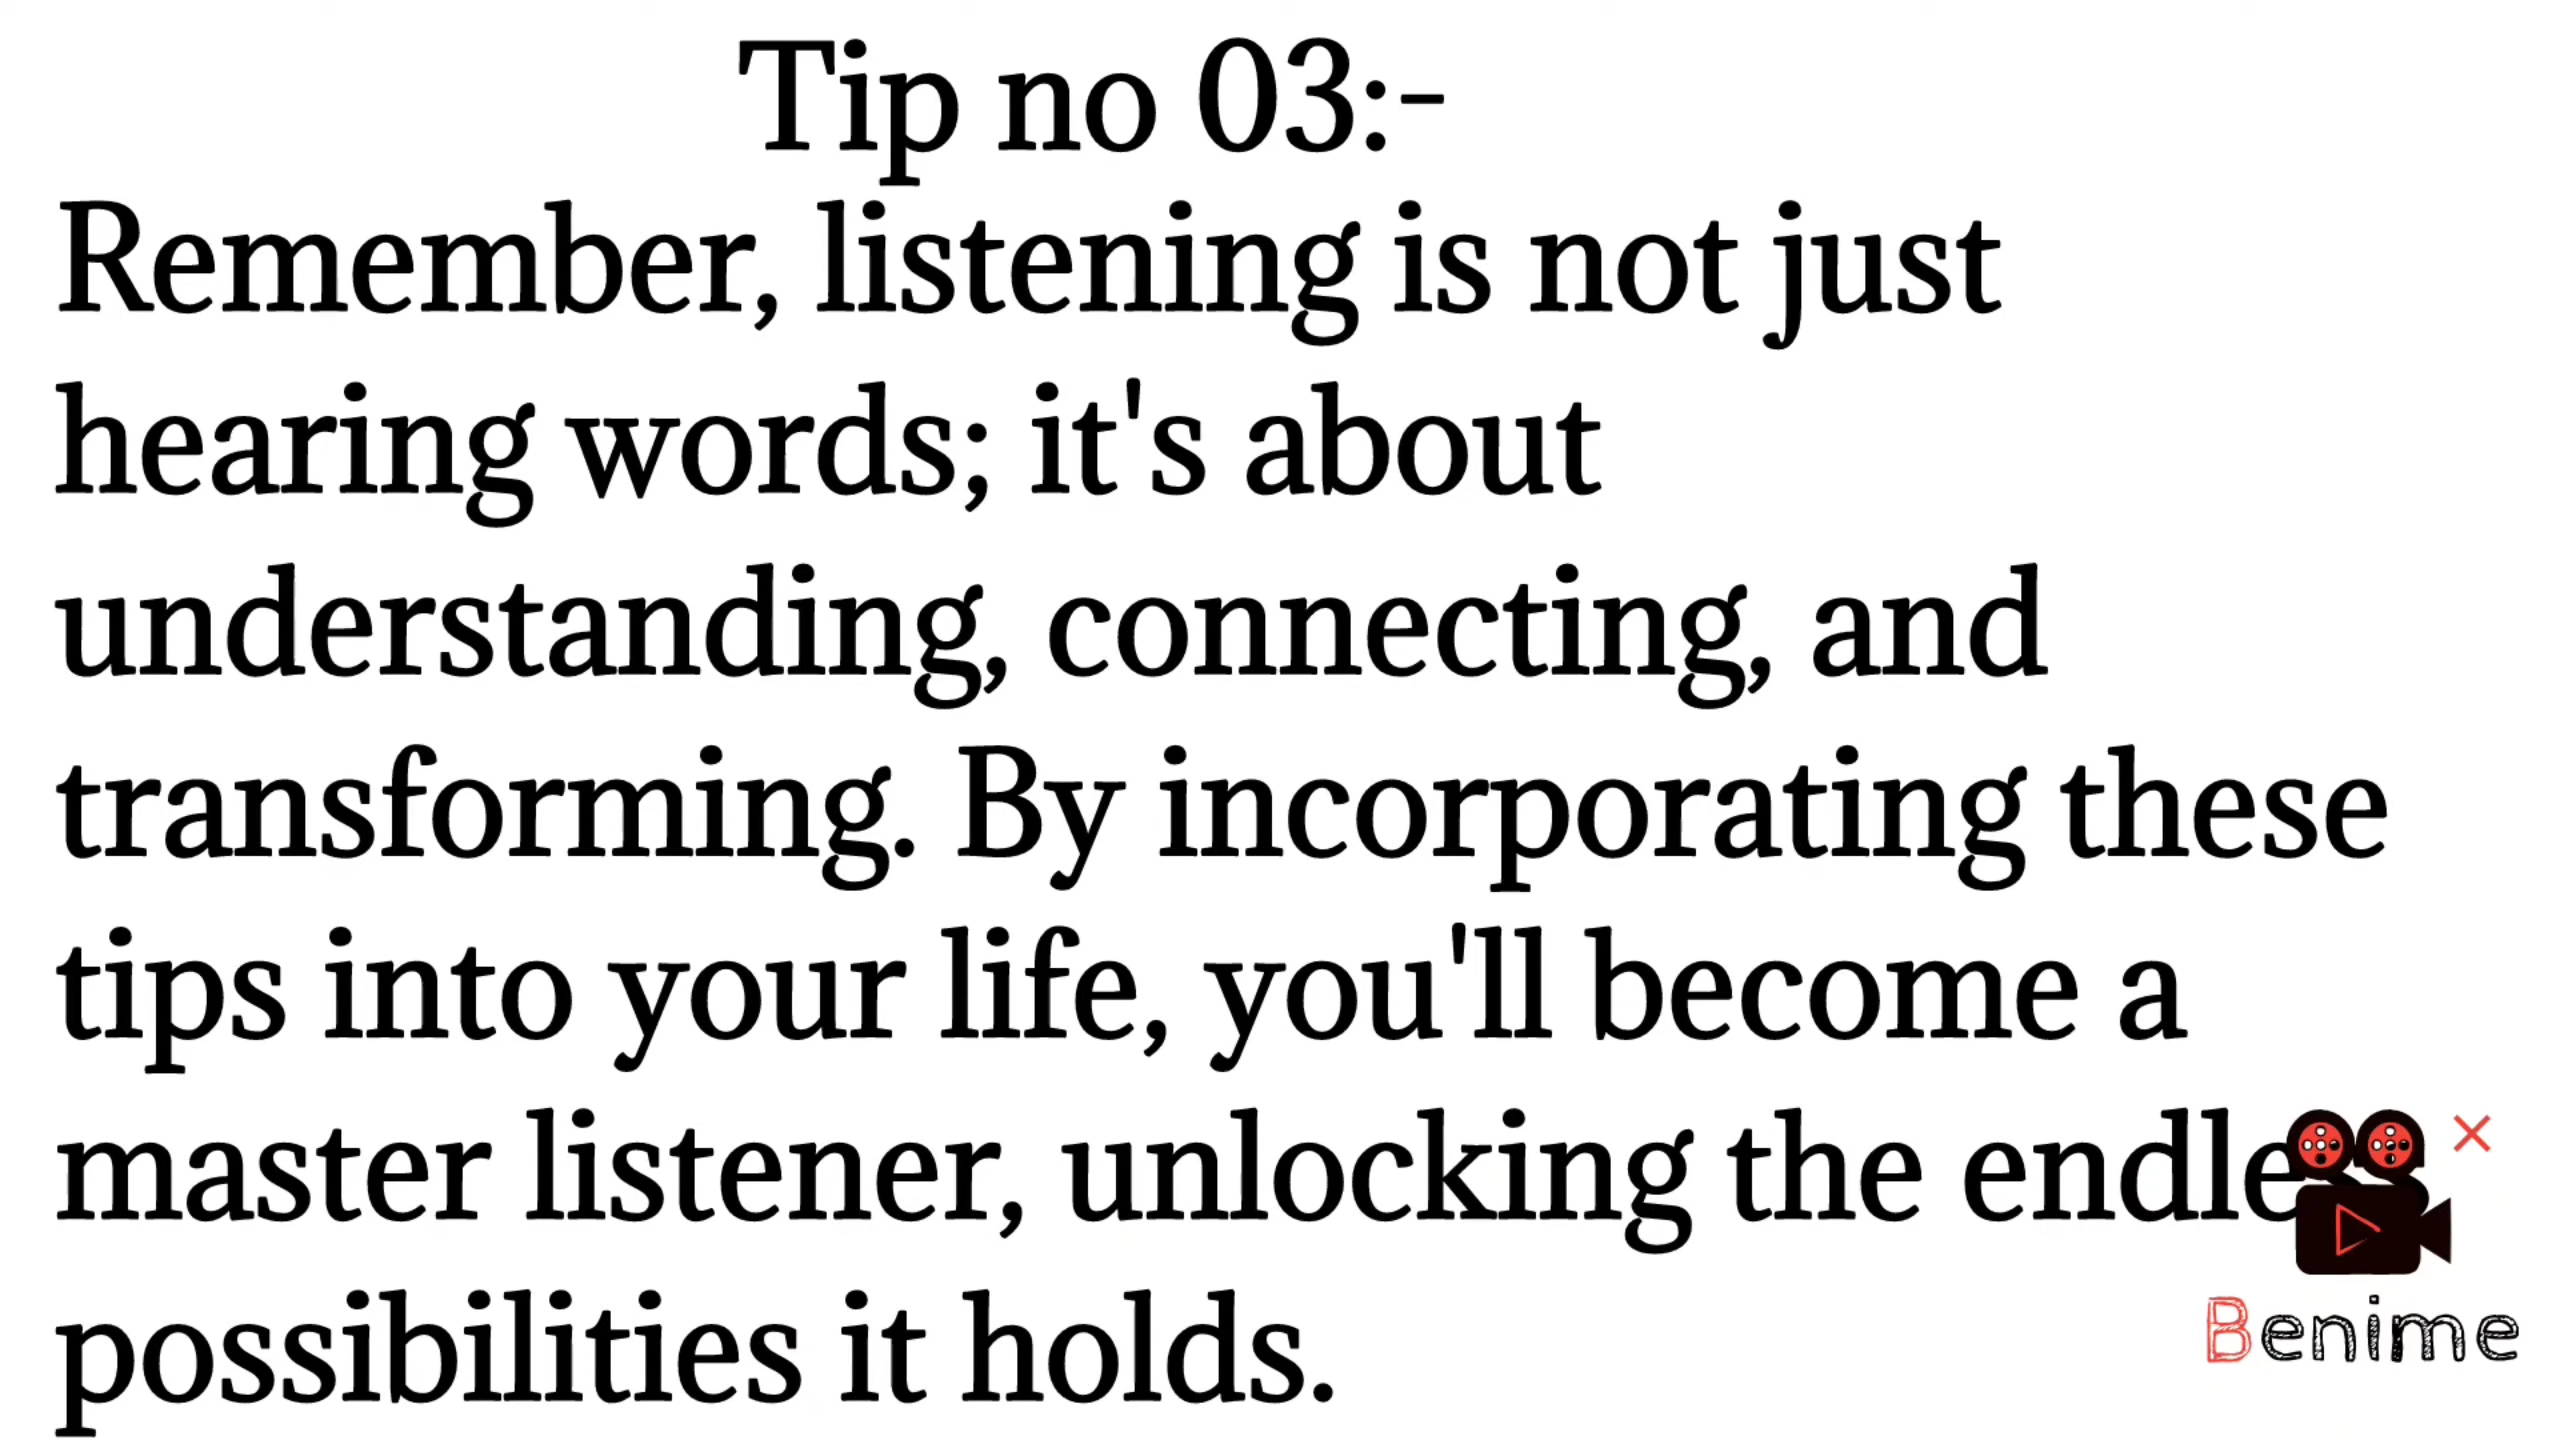 Tip no 03:-
Remember, listening is not just
hearing words; it's about
understanding, connecting, and
transforming. By incorporating these
tips into your life, you'll become a
master listener, unlocking the
possibilities it holds.
Benime